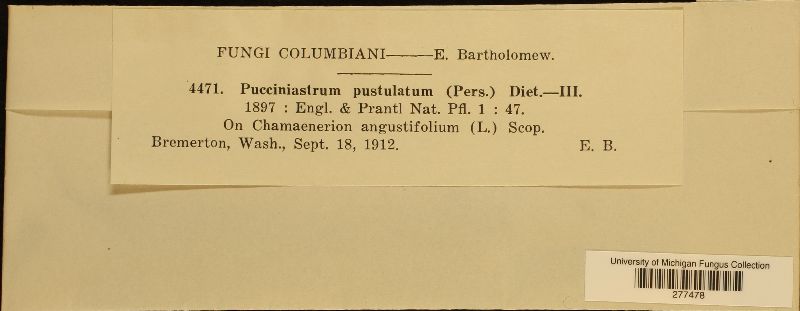 FUNGI COLUMBIANI——E. Bartholomew.
4471. Pucciniastrum pustulatum (Pers.) Diet.—III.
1897 : Engl. & Prantl Nat. Pfl. 1 : 47.
On Chamaenerion angustifolium (L.) Scop.
Bremerton, Wash., Sept. 18, 1912. E. B.
University of Michigan Fungus Collection
277478